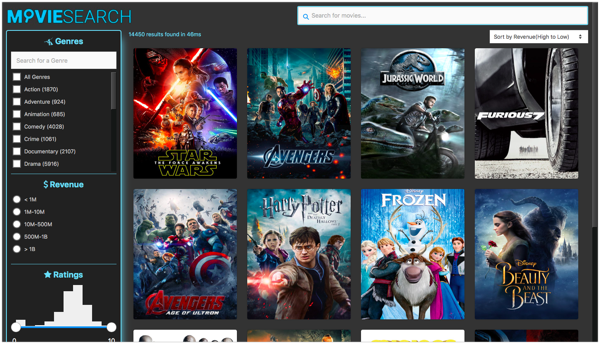 MOVIESEARCH
Search for movies...
14460 results found in 46ms
Sort by Revenue(High to Low)
Genres
Search for a Genre
All Genres
Action (1870)
Adventure (924)
Animation (685)
Comedy (4028)
Crime (1061)
Documentary (2107)
Drama (5916)
$ Revenue
< 1M
1M-10M
10M-500M
500M-1B
> 1B
Ratings
0
10
STAR
THE FORCE AWAKENS
WARS
AVENGERS
JURASSIC WORLD
FURIOUS 7
AVENGERS
AGE OF ULTRON
Harry Potter
AND THE
DEATHLY HALLOWS
FROZEN
Disney
BEAUTY
AND THE
BEAST